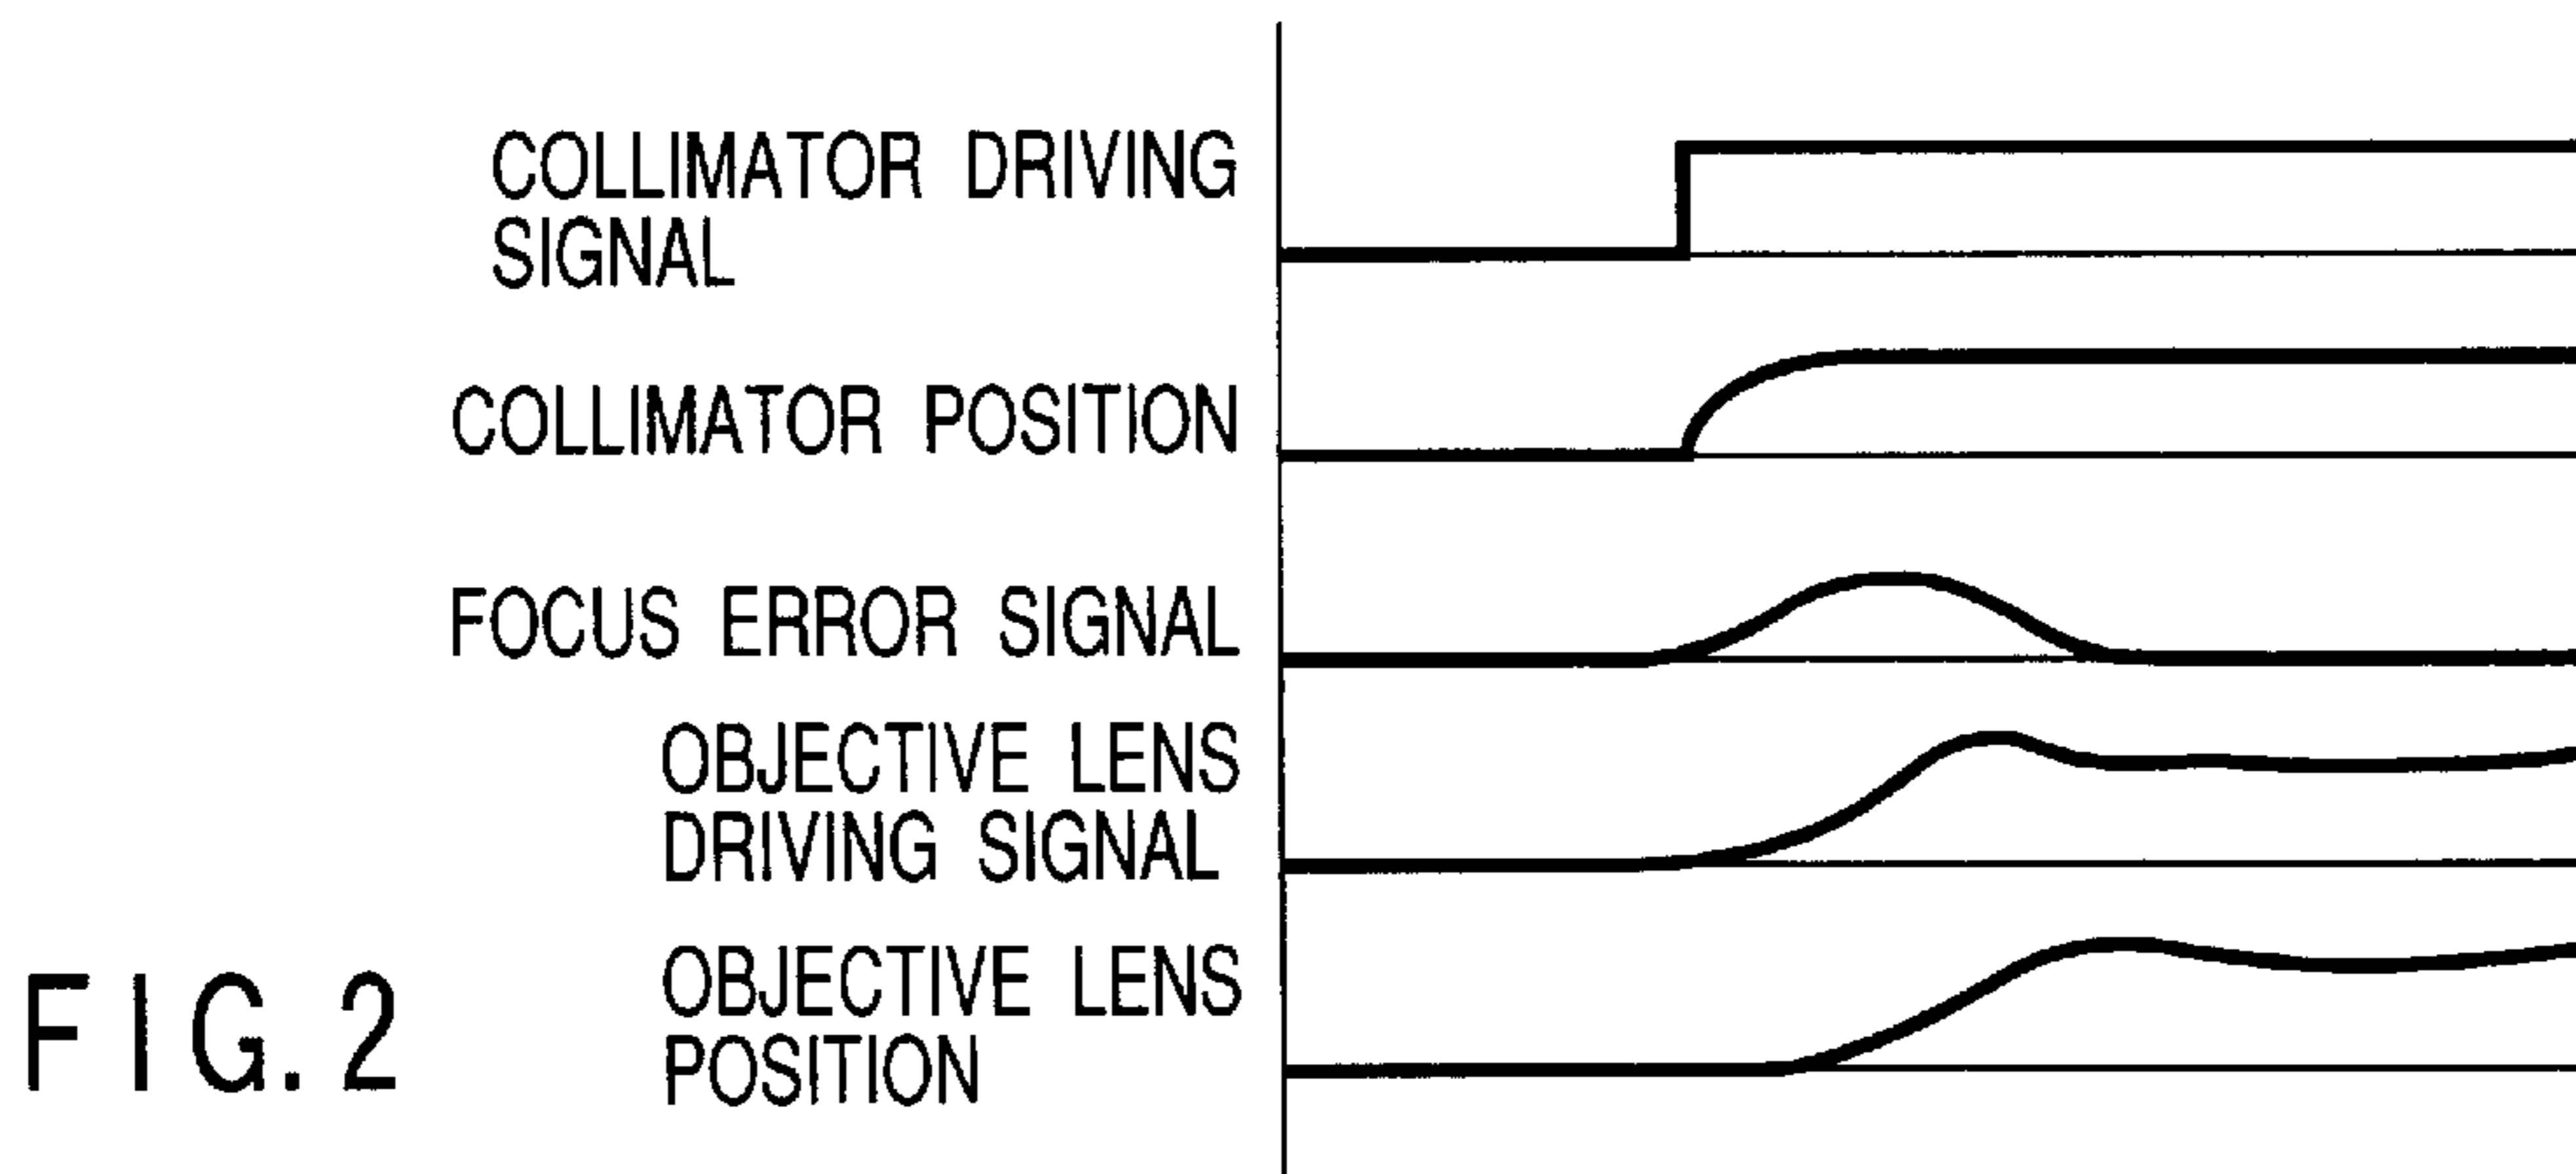 COLLIMATOR DRIVING
SIGNAL
COLLIMATOR POSITION
FOCUS ERROR SIGNAL
OBJECTIVE LENS
DRIVING SIGNAL
OBJECTIVE LENS
POSITION
FIG.2